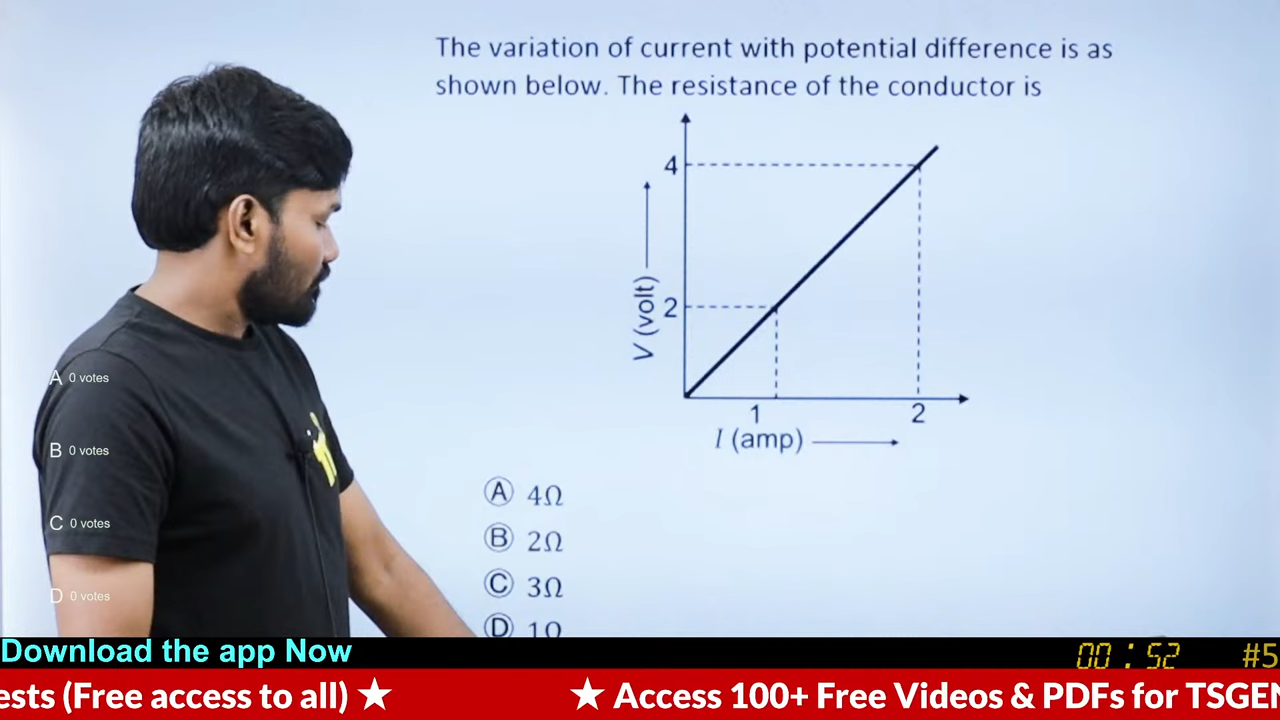 The variation of current with potential difference is as
shown below. The resistance of the conductor is
4
2
V (volt)
1 2
I (amp)
A 4Ω
B 2Ω
C 3Ω
D 1Ω
A 0 votes
B 0 votes
C 0 votes
D 0 votes
Download the app Now
00 : 52 #5
ests (Free access to all) ★ ★ Access 100+ Free Videos & PDFs for TSGEN